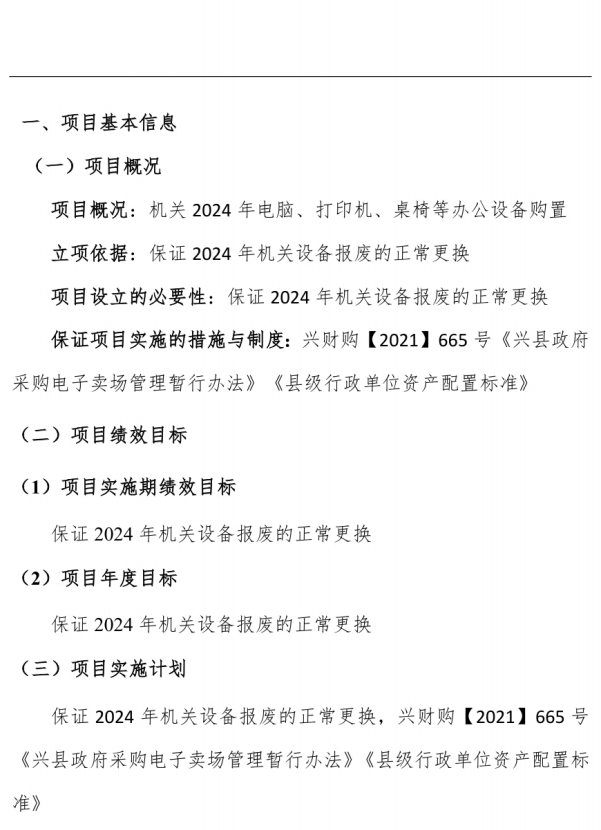 一、项目基本信息
（一）项目概况
项目概况：机关 2024 年电脑、打印机、桌椅等办公设备购置
立项依据：保证 2024 年机关设备报废的正常更换
项目设立的必要性：保证 2024 年机关设备报废的正常更换
保证项目实施的措施与制度：兴财购【2021】665 号《兴县政府
采购电子卖场管理暂行办法》《县级行政单位资产配置标准》
（二）项目绩效目标
（1）项目实施期绩效目标
保证 2024 年机关设备报废的正常更换
（2）项目年度目标
保证 2024 年机关设备报废的正常更换
（三）项目实施计划
保证 2024 年机关设备报废的正常更换，兴财购【2021】665 号
《兴县政府采购电子卖场管理暂行办法》《县级行政单位资产配置标
准》